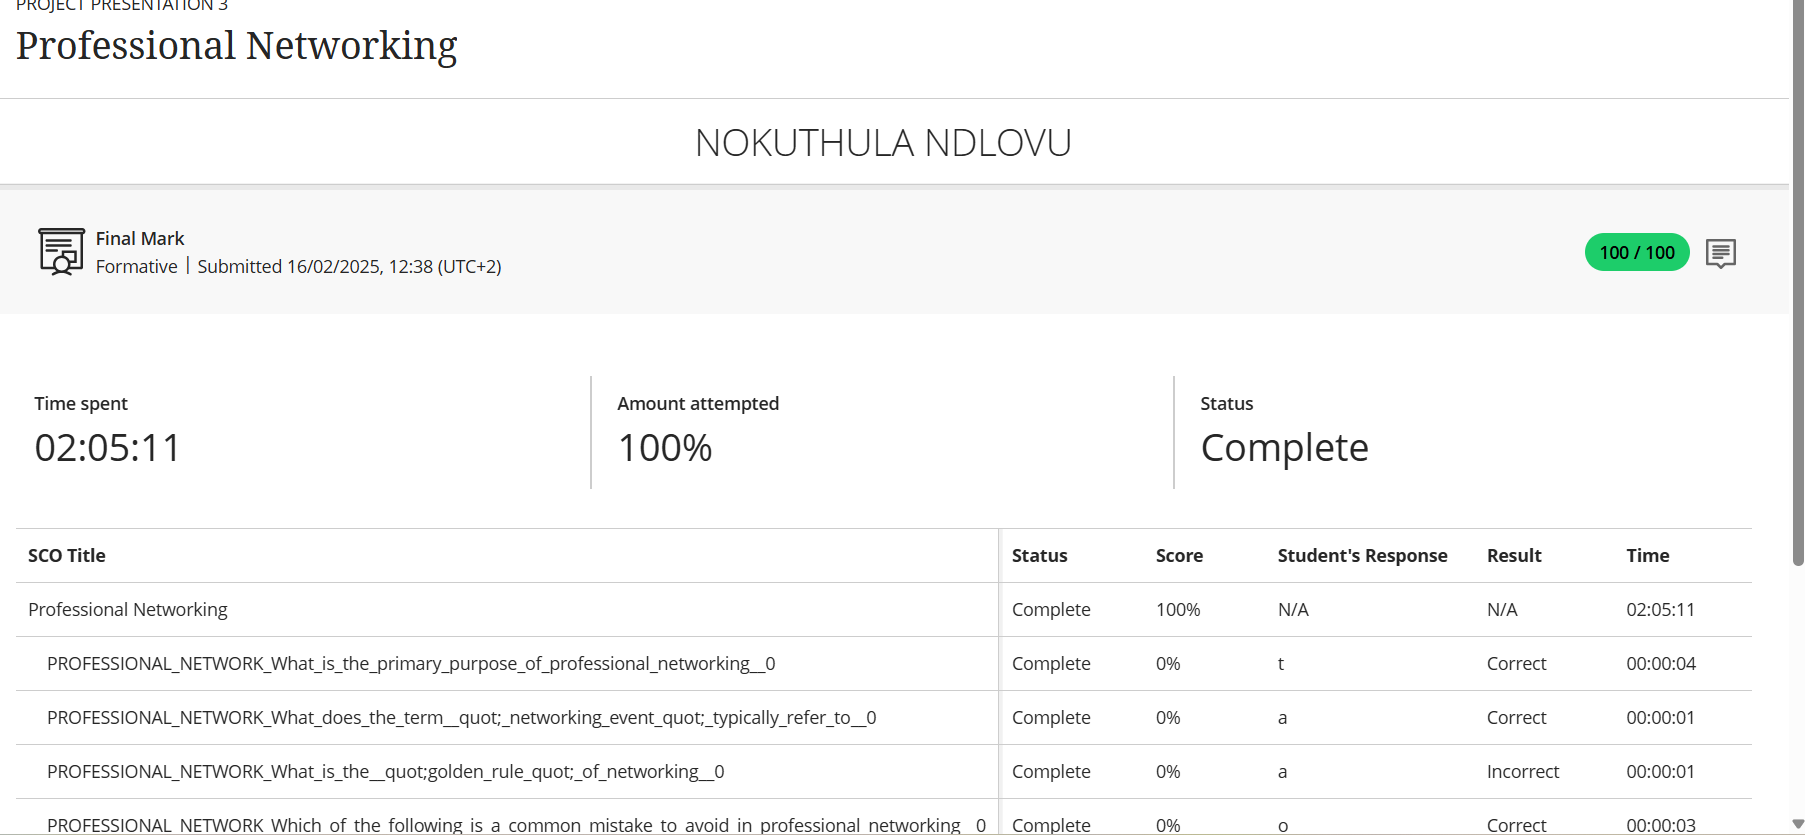 PROJECT PRESENTATION 3
Professional Networking
NOKUTHULA NDLOVU
Final Mark
Formative | Submitted 16/02/2025, 12:38 (UTC+2)
100 / 100
Time spent
02:05:11
Amount attempted
100%
Status
Complete
SCO Title Status Score Student's Response Result Time
Professional Networking Complete 100% N/A N/A 02:05:11
PROFESSIONAL_NETWORK_What_is_the_primary_purpose_of_professional_networking__0 Complete 0% t Correct 00:00:04
PROFESSIONAL_NETWORK_What_does_the_term__quot;_networking_event_quot;_typically_refer_to__0 Complete 0% a Correct 00:00:01
PROFESSIONAL_NETWORK_What_is_the__quot;golden_rule_quot;_of_networking__0 Complete 0% a Incorrect 00:00:01
PROFESSIONAL_NETWORK_Which_of_the_following_is_a_common_mistake_to_avoid_in_professional_networking__0 Complete 0% o Correct 00:00:03